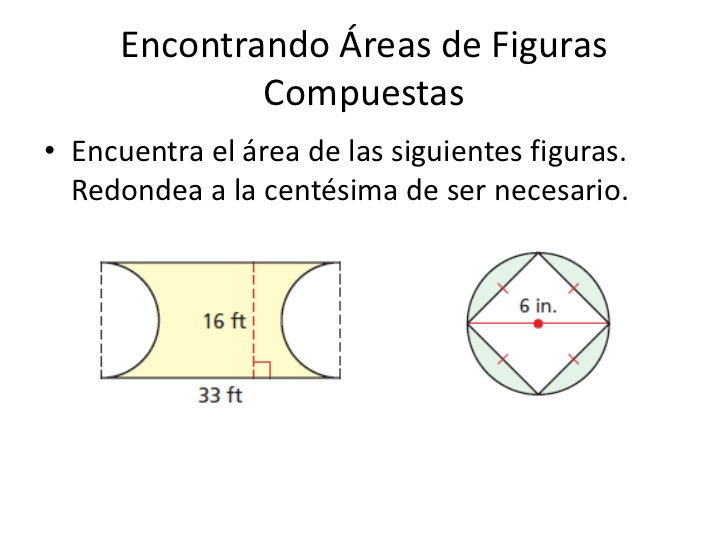 Encontrando Áreas de Figuras
Compuestas
• Encuentra el área de las siguientes figuras.
Redondea a la centésima de ser necesario.
16 ft
33 ft
6 in.